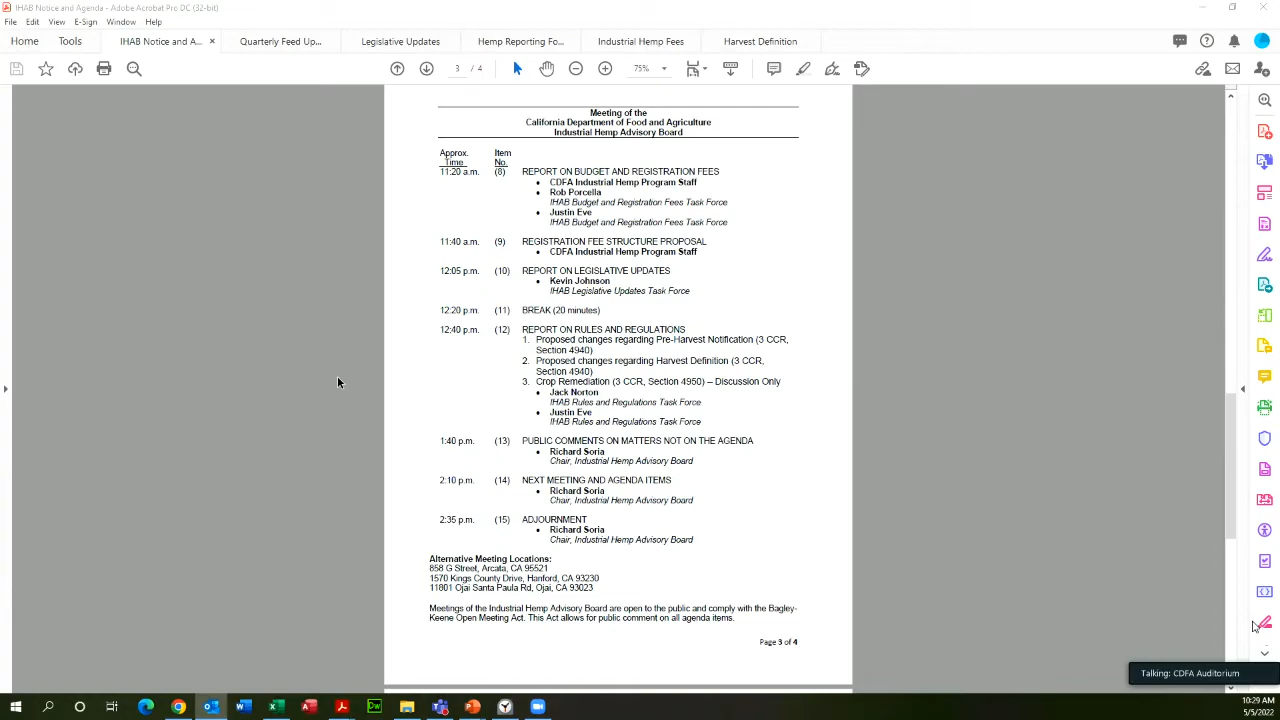 IHAB Notice and Agenda - Adobe Acrobat Pro DC (32-bit)
File Edit View E-Sign Window Help
Home Tools IHAB Notice and A... × Quarterly Feed Up... Legislative Updates Hemp Reporting Fo... Industrial Hemp Fees Harvest Definition
3 / 4 75%
Meeting of the
California Department of Food and Agriculture
Industrial Hemp Advisory Board
Approx. Item
Time No.
11:20 a.m. (8) REPORT ON BUDGET AND REGISTRATION FEES
• CDFA Industrial Hemp Program Staff
• Rob Porcella
IHAB Budget and Registration Fees Task Force
• Justin Eve
IHAB Budget and Registration Fees Task Force
11:40 a.m. (9) REGISTRATION FEE STRUCTURE PROPOSAL
• CDFA Industrial Hemp Program Staff
12:05 p.m. (10) REPORT ON LEGISLATIVE UPDATES
• Kevin Johnson
IHAB Legislative Updates Task Force
12:20 p.m. (11) BREAK (20 minutes)
12:40 p.m. (12) REPORT ON RULES AND REGULATIONS
1. Proposed changes regarding Pre-Harvest Notification (3 CCR,
Section 4940)
2. Proposed changes regarding Harvest Definition (3 CCR,
Section 4940)
3. Crop Remediation (3 CCR, Section 4950) – Discussion Only
• Jack Norton
IHAB Rules and Regulations Task Force
• Justin Eve
IHAB Rules and Regulations Task Force
1:40 p.m. (13) PUBLIC COMMENTS ON MATTERS NOT ON THE AGENDA
• Richard Soria
Chair, Industrial Hemp Advisory Board
2:10 p.m. (14) NEXT MEETING AND AGENDA ITEMS
• Richard Soria
Chair, Industrial Hemp Advisory Board
2:35 p.m. (15) ADJOURNMENT
• Richard Soria
Chair, Industrial Hemp Advisory Board
Alternative Meeting Locations:
858 G Street, Arcata, CA 95521
1570 Kings County Drive, Hanford, CA 93230
11801 Ojai Santa Paula Rd, Ojai, CA 93023
Meetings of the Industrial Hemp Advisory Board are open to the public and comply with the Bagley-
Keene Open Meeting Act. This Act allows for public comment on all agenda items.
Page 3 of 4
Talking: CDFA Auditorium
10:29 AM
5/5/2022